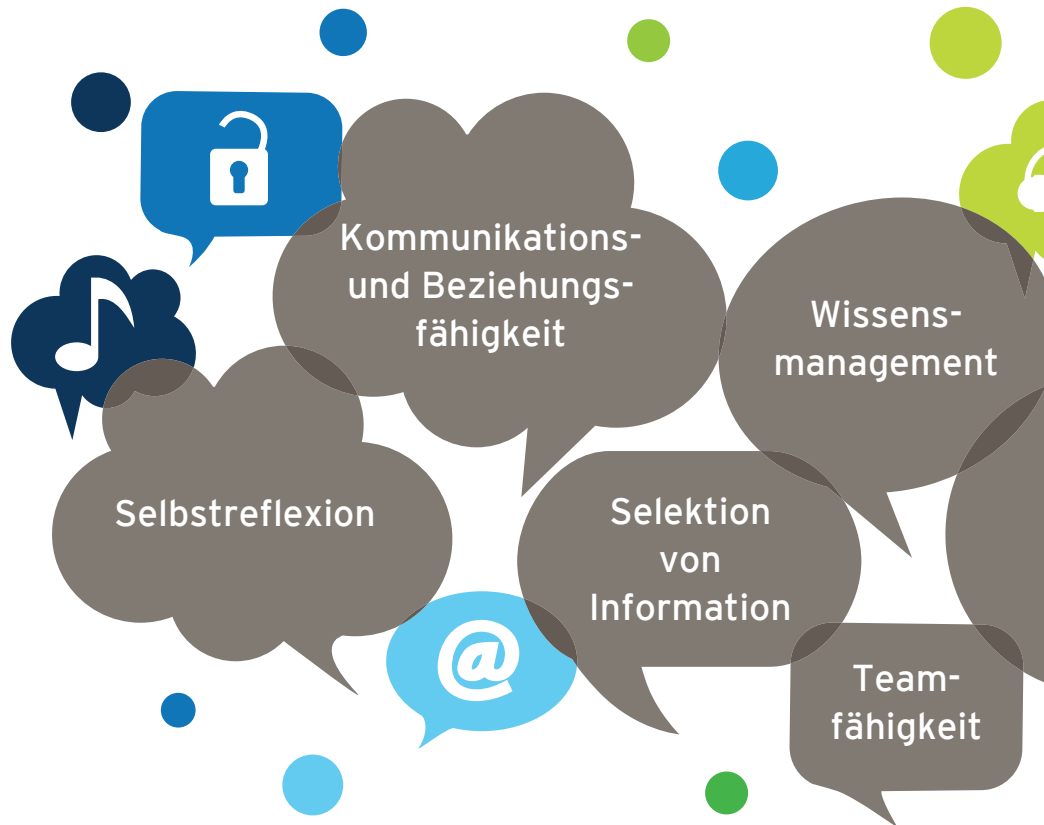 Kommunikations-
und Beziehungs-
fähigkeit
Wissens-
management
Selbstreflexion
Selektion
von
Information
@
Team-
fähigkeit